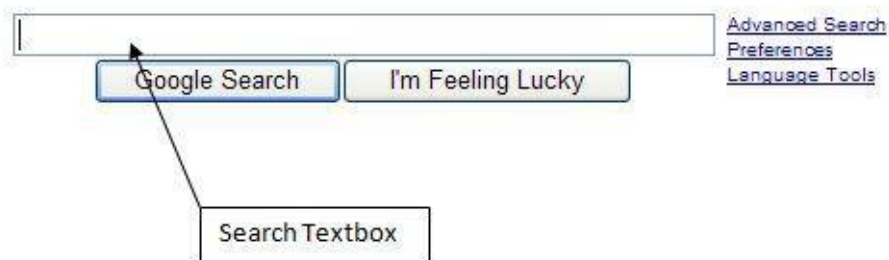 Advanced Search
Preferences
Language Tools
Google Search
I'm Feeling Lucky
Search Textbox